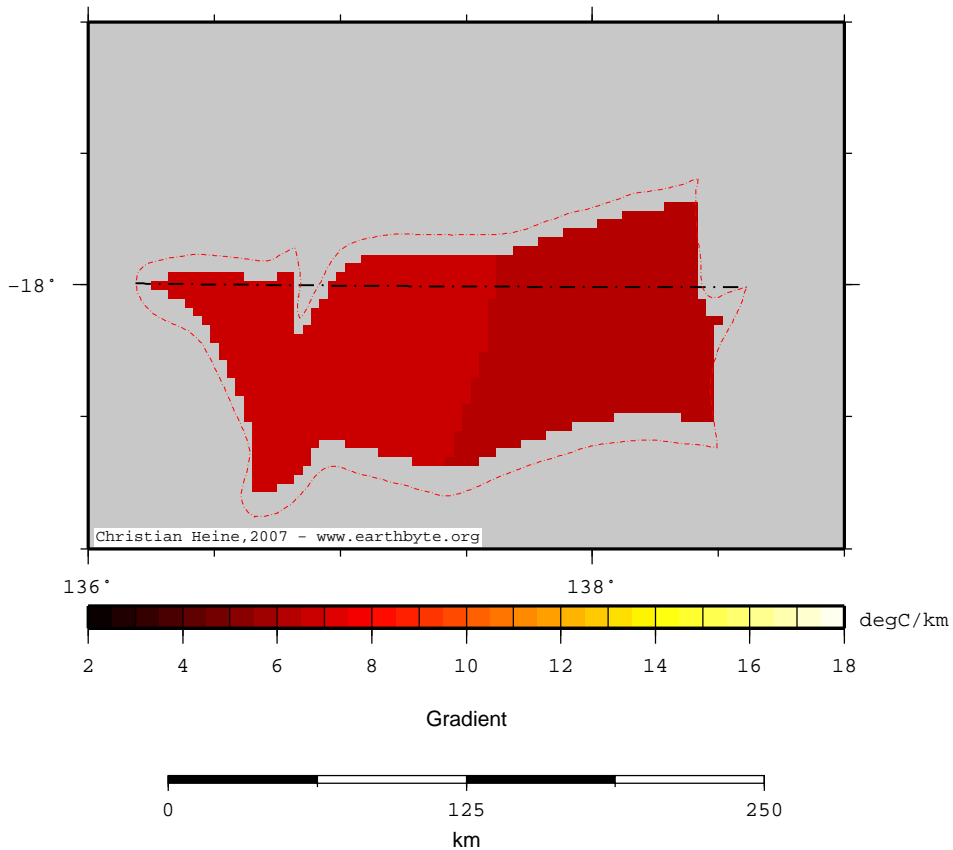 −18°
Christian Heine,2007 - www.earthbyte.org
136° 138°
degC/km
2 4 6 8 10 12 14 16 18
Gradient
0 125 250
km